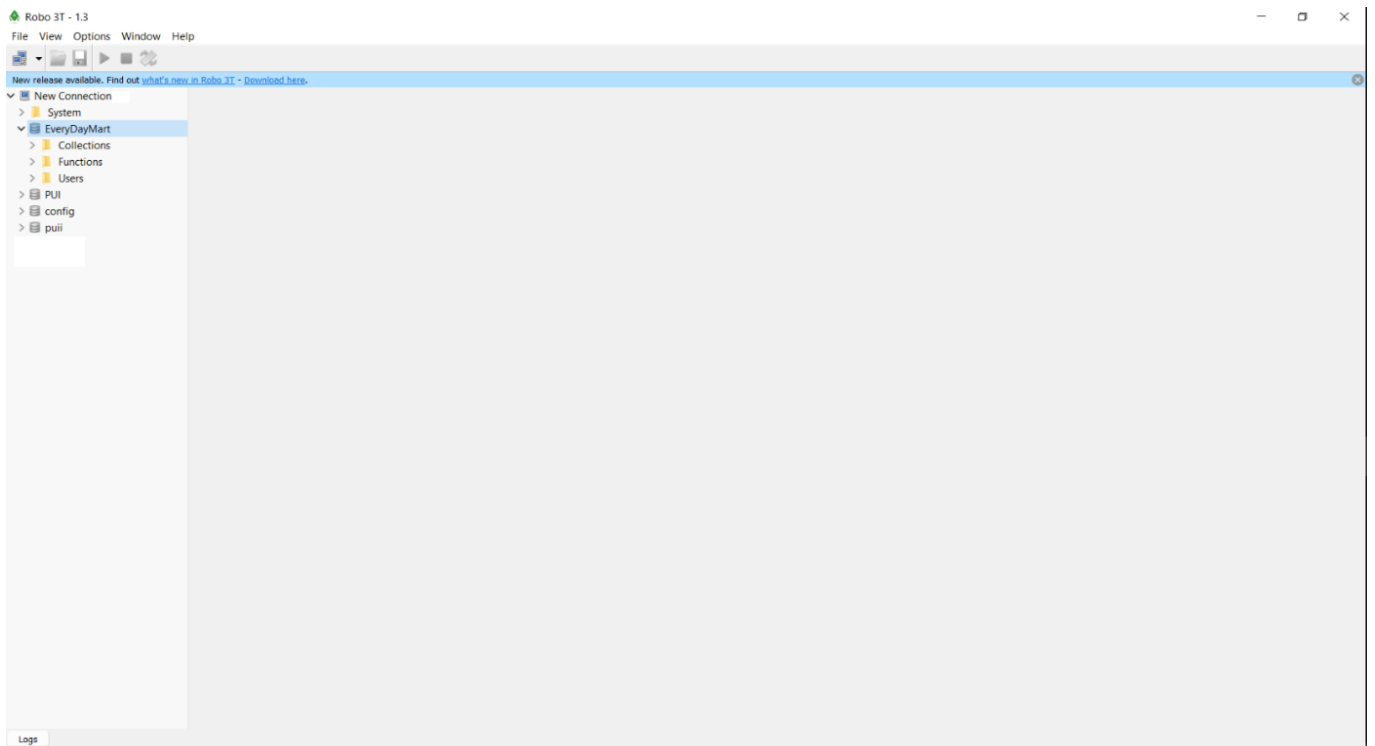 Robo 3T - 1.3
File View Options Window Help
New release available. Find out what's new in Robo 3T - Download here.
New Connection
System
EveryDayMart
Collections
Functions
Users
PUI
config
puii
Logs